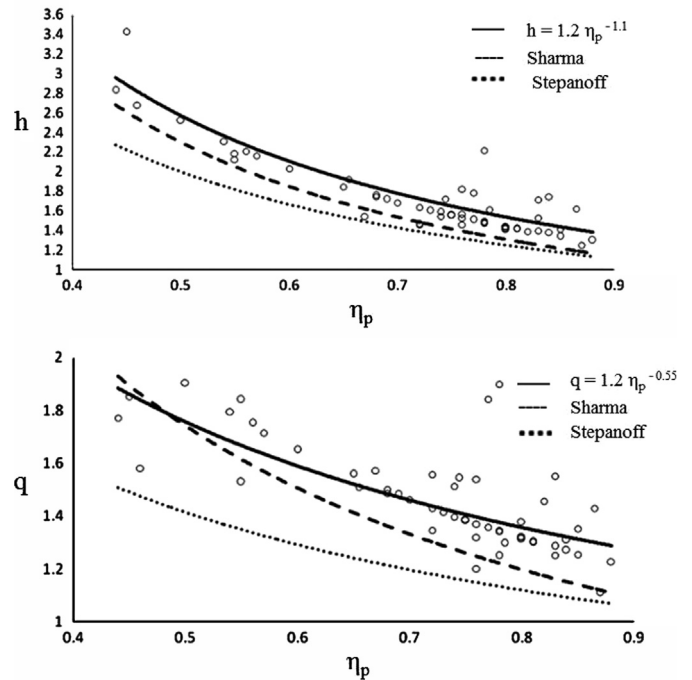 3.6
3.4
3.2
3
2.8
2.6
2.4
2.2
2
1.8
1.6
1.4
1.2
1
h
0.4 0.5 0.6 0.7 0.8 0.9
ηp
h = 1.2 ηp^-1.1
Sharma
Stepanoff
2
1.8
1.6
1.4
1.2
1
q
0.4 0.5 0.6 0.7 0.8 0.9
ηp
q = 1.2 ηp^-0.55
Sharma
Stepanoff